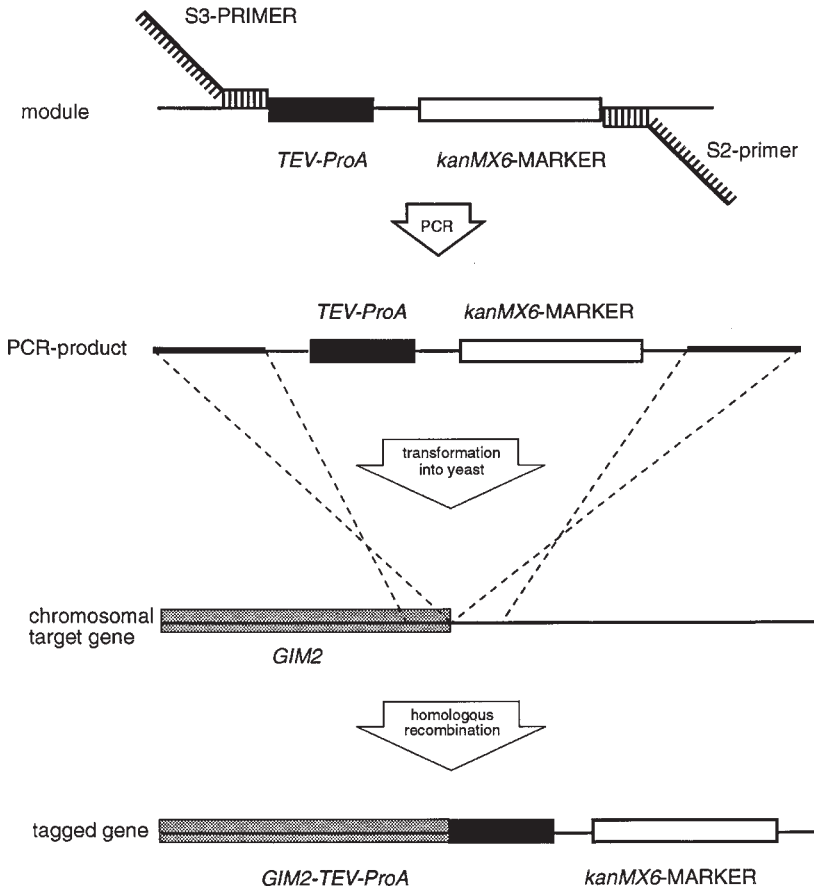 S3-PRIMER
module
S2-primer
TEV-ProA
kanMX6-MARKER
PCR
TEV-ProA
kanMX6-MARKER
PCR-product
transformation
into yeast
chromosomal
target gene
GIM2
homologous
recombination
tagged gene
GIM2-TEV-ProA
kanMX6-MARKER